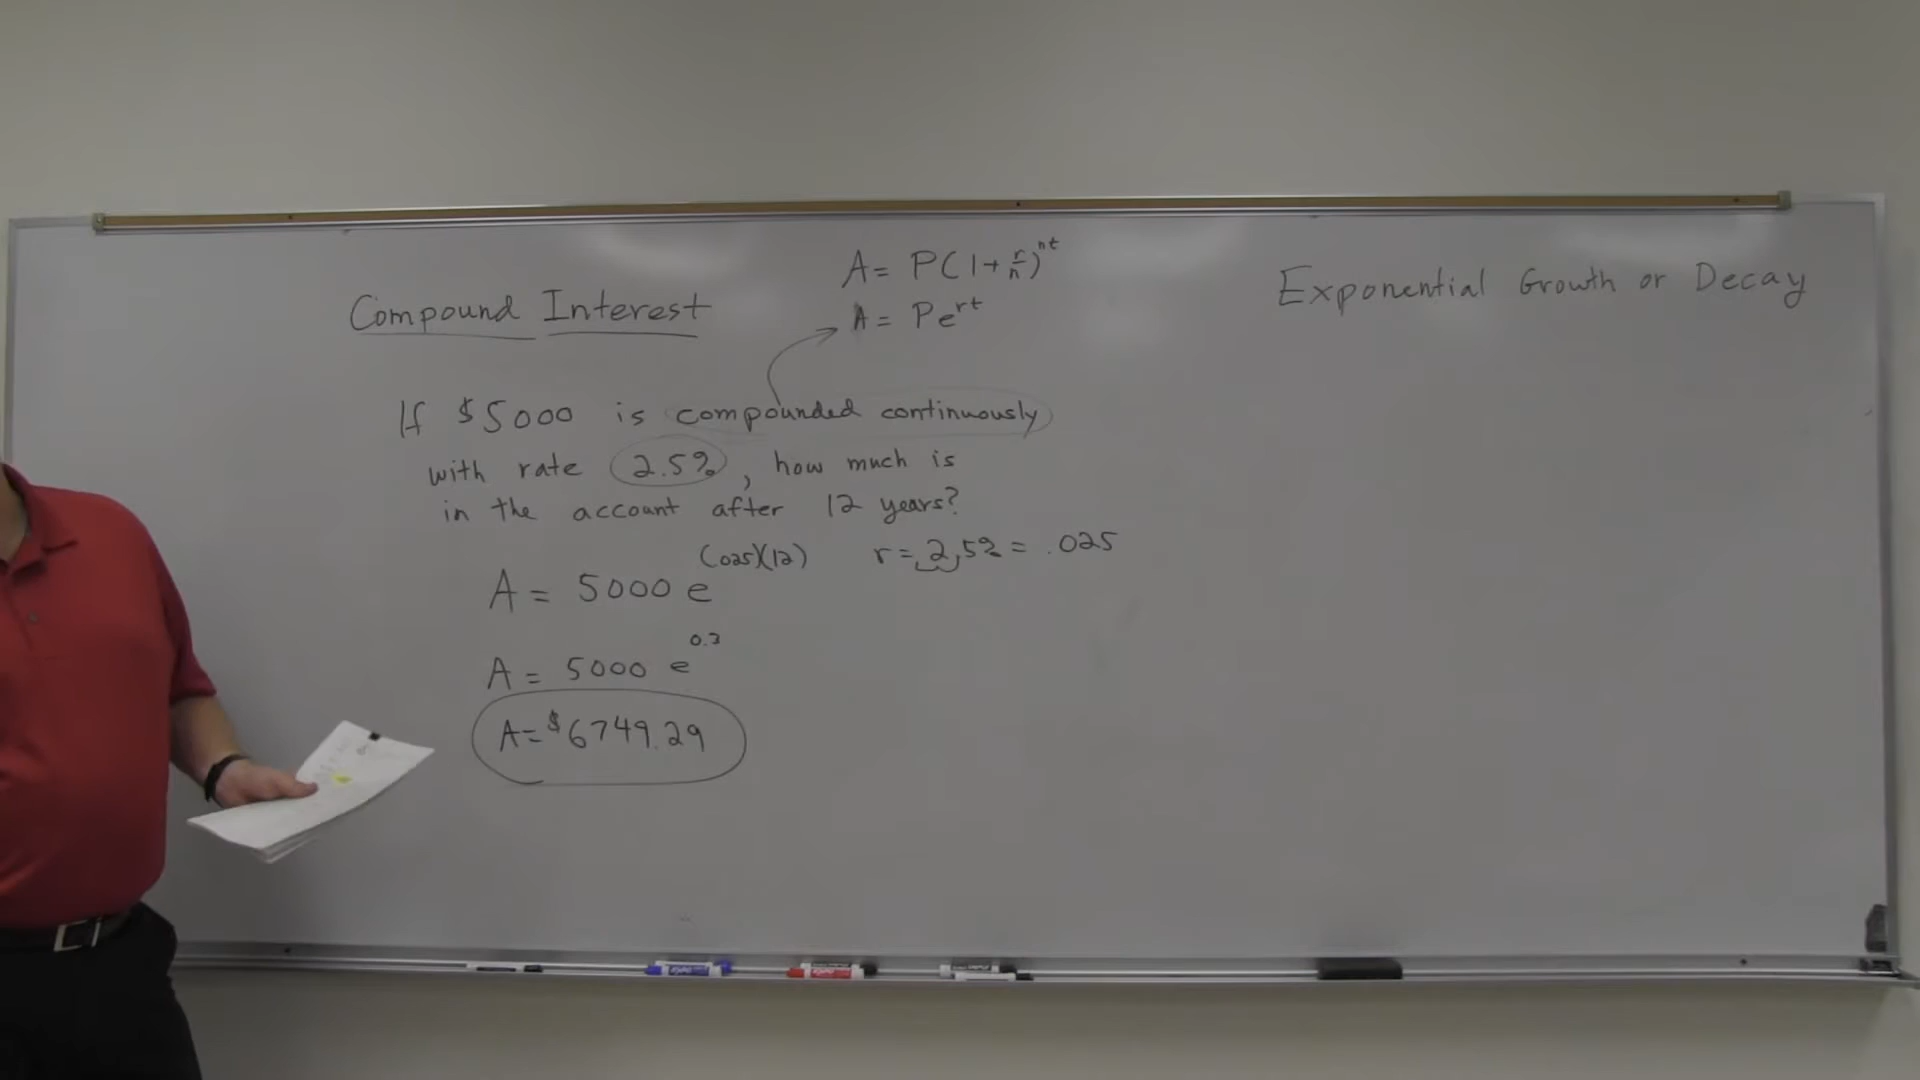 Compound Interest
A = P(1 + r/n)^nt
A = Pe^rt
If $5000 is compounded continuously
with rate 2.5%, how much is
in the account after 12 years?
r = 2.5% = .025
A = 5000 e^(.025)(12)
A = 5000 e^0.3
A = $6749.29
Exponential Growth or Decay